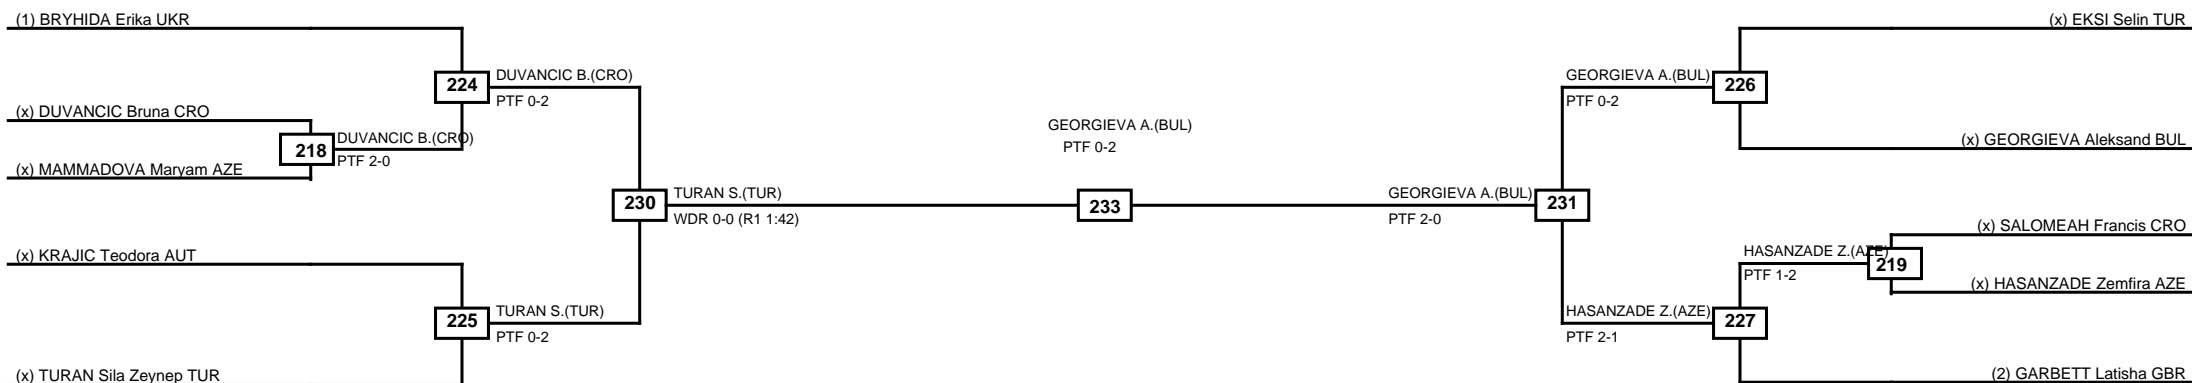 (1) BRYHIDA Erika UKR
(x) EKSI Selin TUR
224
DUVANCIC B.(CRO)
PTF 0-2
GEORGIEVA A.(BUL)
PTF 0-2
226
(x) DUVANCIC Bruna CRO
218
DUVANCIC B.(CRO)
PTF 2-0
(x) MAMMADOVA Maryam AZE
GEORGIEVA A.(BUL)
PTF 0-2
(x) GEORGIEVA Aleksand BUL
230
TURAN S.(TUR)
WDR 0-0 (R1 1:42)
233
GEORGIEVA A.(BUL)
PTF 2-0
231
(x) KRAJIC Teodora AUT
(x) SALOMEAH Francis CRO
HASANZADE Z.(AZE)
PTF 1-2
219
(x) HASANZADE Zemfira AZE
225
TURAN S.(TUR)
PTF 0-2
HASANZADE Z.(AZE)
PTF 2-1
227
(x) TURAN Sila Zeynep TUR
(2) GARBETT Latisha GBR